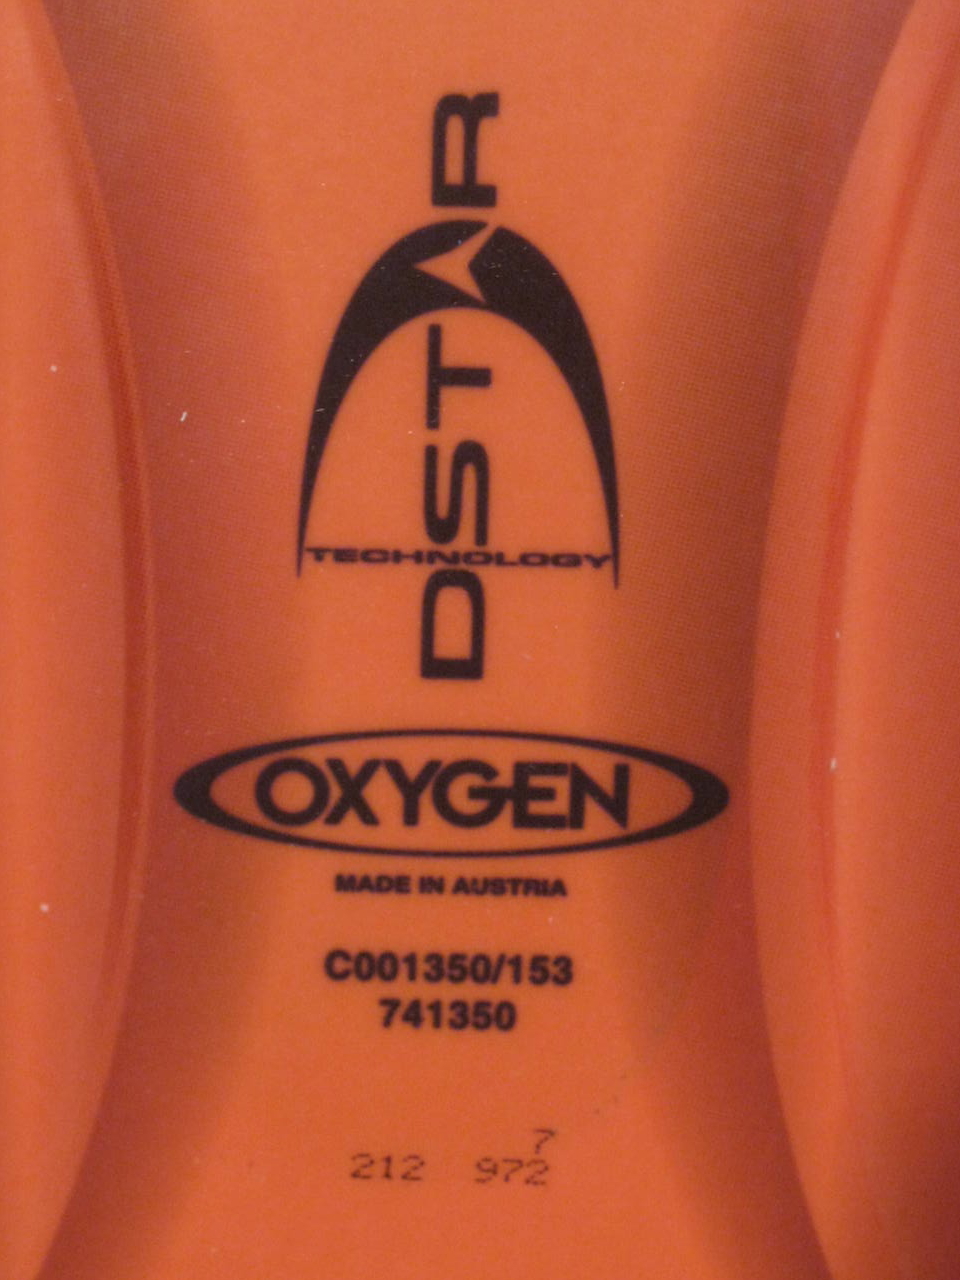 DSTAR
TECHNOLOGY
OXYGEN
MADE IN AUSTRIA
C001350/153
741350
7
212 972